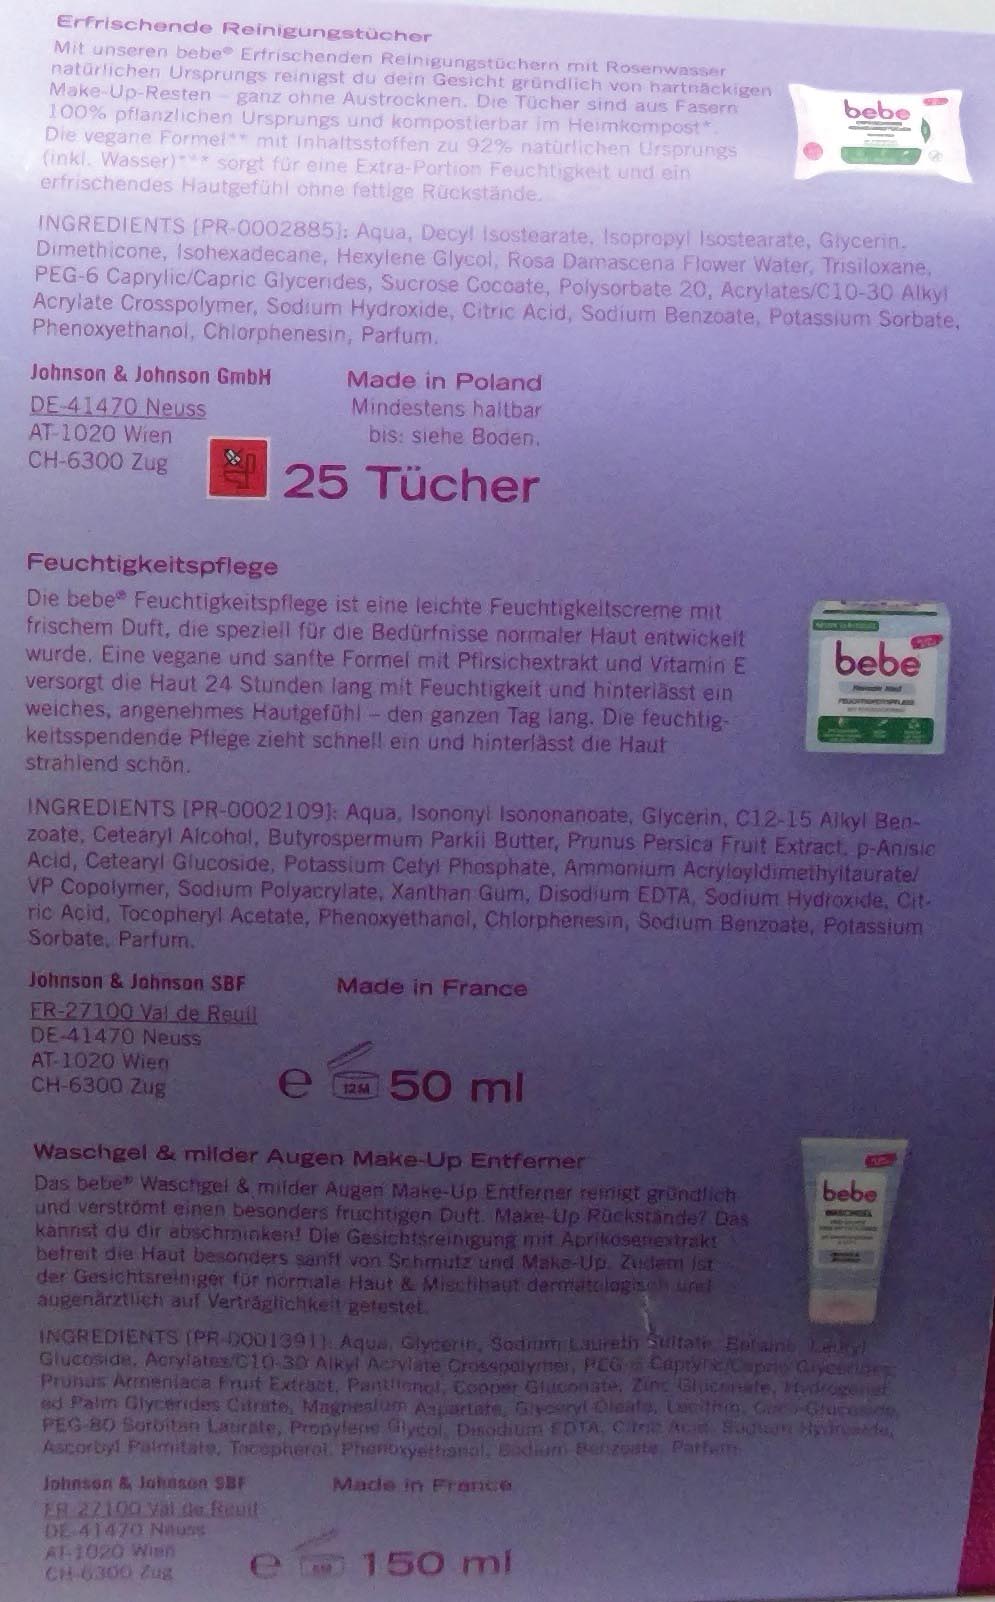 Erfrischende Reinigungstücher
Mit unseren bebe® Erfrischenden Reinigungstüchern mit Rosenwasser
natürlichen Ursprungs reinigst du dein Gesicht gründlich von hartnäckigen
Make-Up-Resten – ganz ohne Austrocknen. Die Tücher sind aus Fasern
100% pflanzlichen Ursprungs und kompostierbar im Heimkompost*.
Die vegane Formel** mit Inhaltsstoffen zu 92% natürlichen Ursprungs
(inkl. Wasser)*** sorgt für eine Extra-Portion Feuchtigkeit und ein
erfrischendes Hautgefühl ohne fettige Rückstände.
bebe
INGREDIENTS [PR-0002885]: Aqua, Decyl Isostearate, Isopropyl Isostearate, Glycerin,
Dimethicone, Isohexadecane, Hexylene Glycol, Rosa Damascena Flower Water, Trisiloxane,
PEG-6 Caprylic/Capric Glycerides, Sucrose Cocoate, Polysorbate 20, Acrylates/C10-30 Alkyl
Acrylate Crosspolymer, Sodium Hydroxide, Citric Acid, Sodium Benzoate, Potassium Sorbate,
Phenoxyethanol, Chlorphenesin, Parfum.
Johnson & Johnson GmbH
DE-41470 Neuss
AT-1020 Wien
CH-6300 Zug
Made in Poland
Mindestens haltbar
bis: siehe Boden.
25 Tücher
Feuchtigkeitspflege
Die bebe® Feuchtigkeitspflege ist eine leichte Feuchtigkeitscreme mit
frischem Duft, die speziell für die Bedürfnisse normaler Haut entwickelt
wurde. Eine vegane und sanfte Formel mit Pfirsichextrakt und Vitamin E
versorgt die Haut 24 Stunden lang mit Feuchtigkeit und hinterlässt ein
weiches, angenehmes Hautgefühl – den ganzen Tag lang. Die feuchtig-
keitsspendende Pflege zieht schnell ein und hinterlässt die Haut
strahlend schön.
bebe
FEUCHTIGKEITSPFLEGE
INGREDIENTS [PR-0002109]: Aqua, Isononyl Isononanoate, Glycerin, C12-15 Alkyl Ben-
zoate, Cetearyl Alcohol, Butyrospermum Parkii Butter, Prunus Persica Fruit Extract, p-Anisic
Acid, Cetearyl Glucoside, Potassium Cetyl Phosphate, Ammonium Acryloyldimethyltaurate/
VP Copolymer, Sodium Polyacrylate, Xanthan Gum, Disodium EDTA, Sodium Hydroxide, Cit-
ric Acid, Tocopheryl Acetate, Phenoxyethanol, Chlorphenesin, Sodium Benzoate, Potassium
Sorbate, Parfum.
Johnson & Johnson SBF
FR-27100 Val de Reuil
DE-41470 Neuss
AT-1020 Wien
CH-6300 Zug
Made in France
e 12M 50 ml
Waschgel & milder Augen Make-Up Entferner
Das bebe® Waschgel & milder Augen Make-Up Entferner reinigt gründlich
und verströmt einen besonders fruchtigen Duft. Make-Up Rückstände? Das
kannst du dir abschminken! Die Gesichtsreinigung mit Aprikosenextrakt
befreit die Haut besonders sanft von Schmutz und Make-Up. Zudem ist
der Gesichtsreiniger für normale Haut & Mischhaut dermatologisch und
augenärztlich auf Verträglichkeit getestet.
bebe
WASCHGEL
INGREDIENTS [PR-0001391]: Aqua, Glycerin, Sodium Laureth Sulfate, Betaine, Lauryl
Glucoside, Acrylates/C10-30 Alkyl Acrylate Crosspolymer, PEG-6 Caprylic/Capric Glycerides,
Prunus Armeniaca Fruit Extract, Panthenol, Copper Gluconate, Zinc Gluconate, Hydrogenat-
ed Palm Glycerides Citrate, Magnesium Aspartate, Glyceryl Oleate, Lecithin, Coco-Glucoside,
PEG-80 Sorbitan Laurate, Propylene Glycol, Disodium EDTA, Citric Acid, Sodium Hydroxide,
Ascorbyl Palmitate, Tocopherol, Phenoxyethanol, Sodium Benzoate, Parfum.
Johnson & Johnson SBF
FR-27100 Val de Reuil
DE-41470 Neuss
AT-1020 Wien
CH-6300 Zug
Made in France
e 150 ml